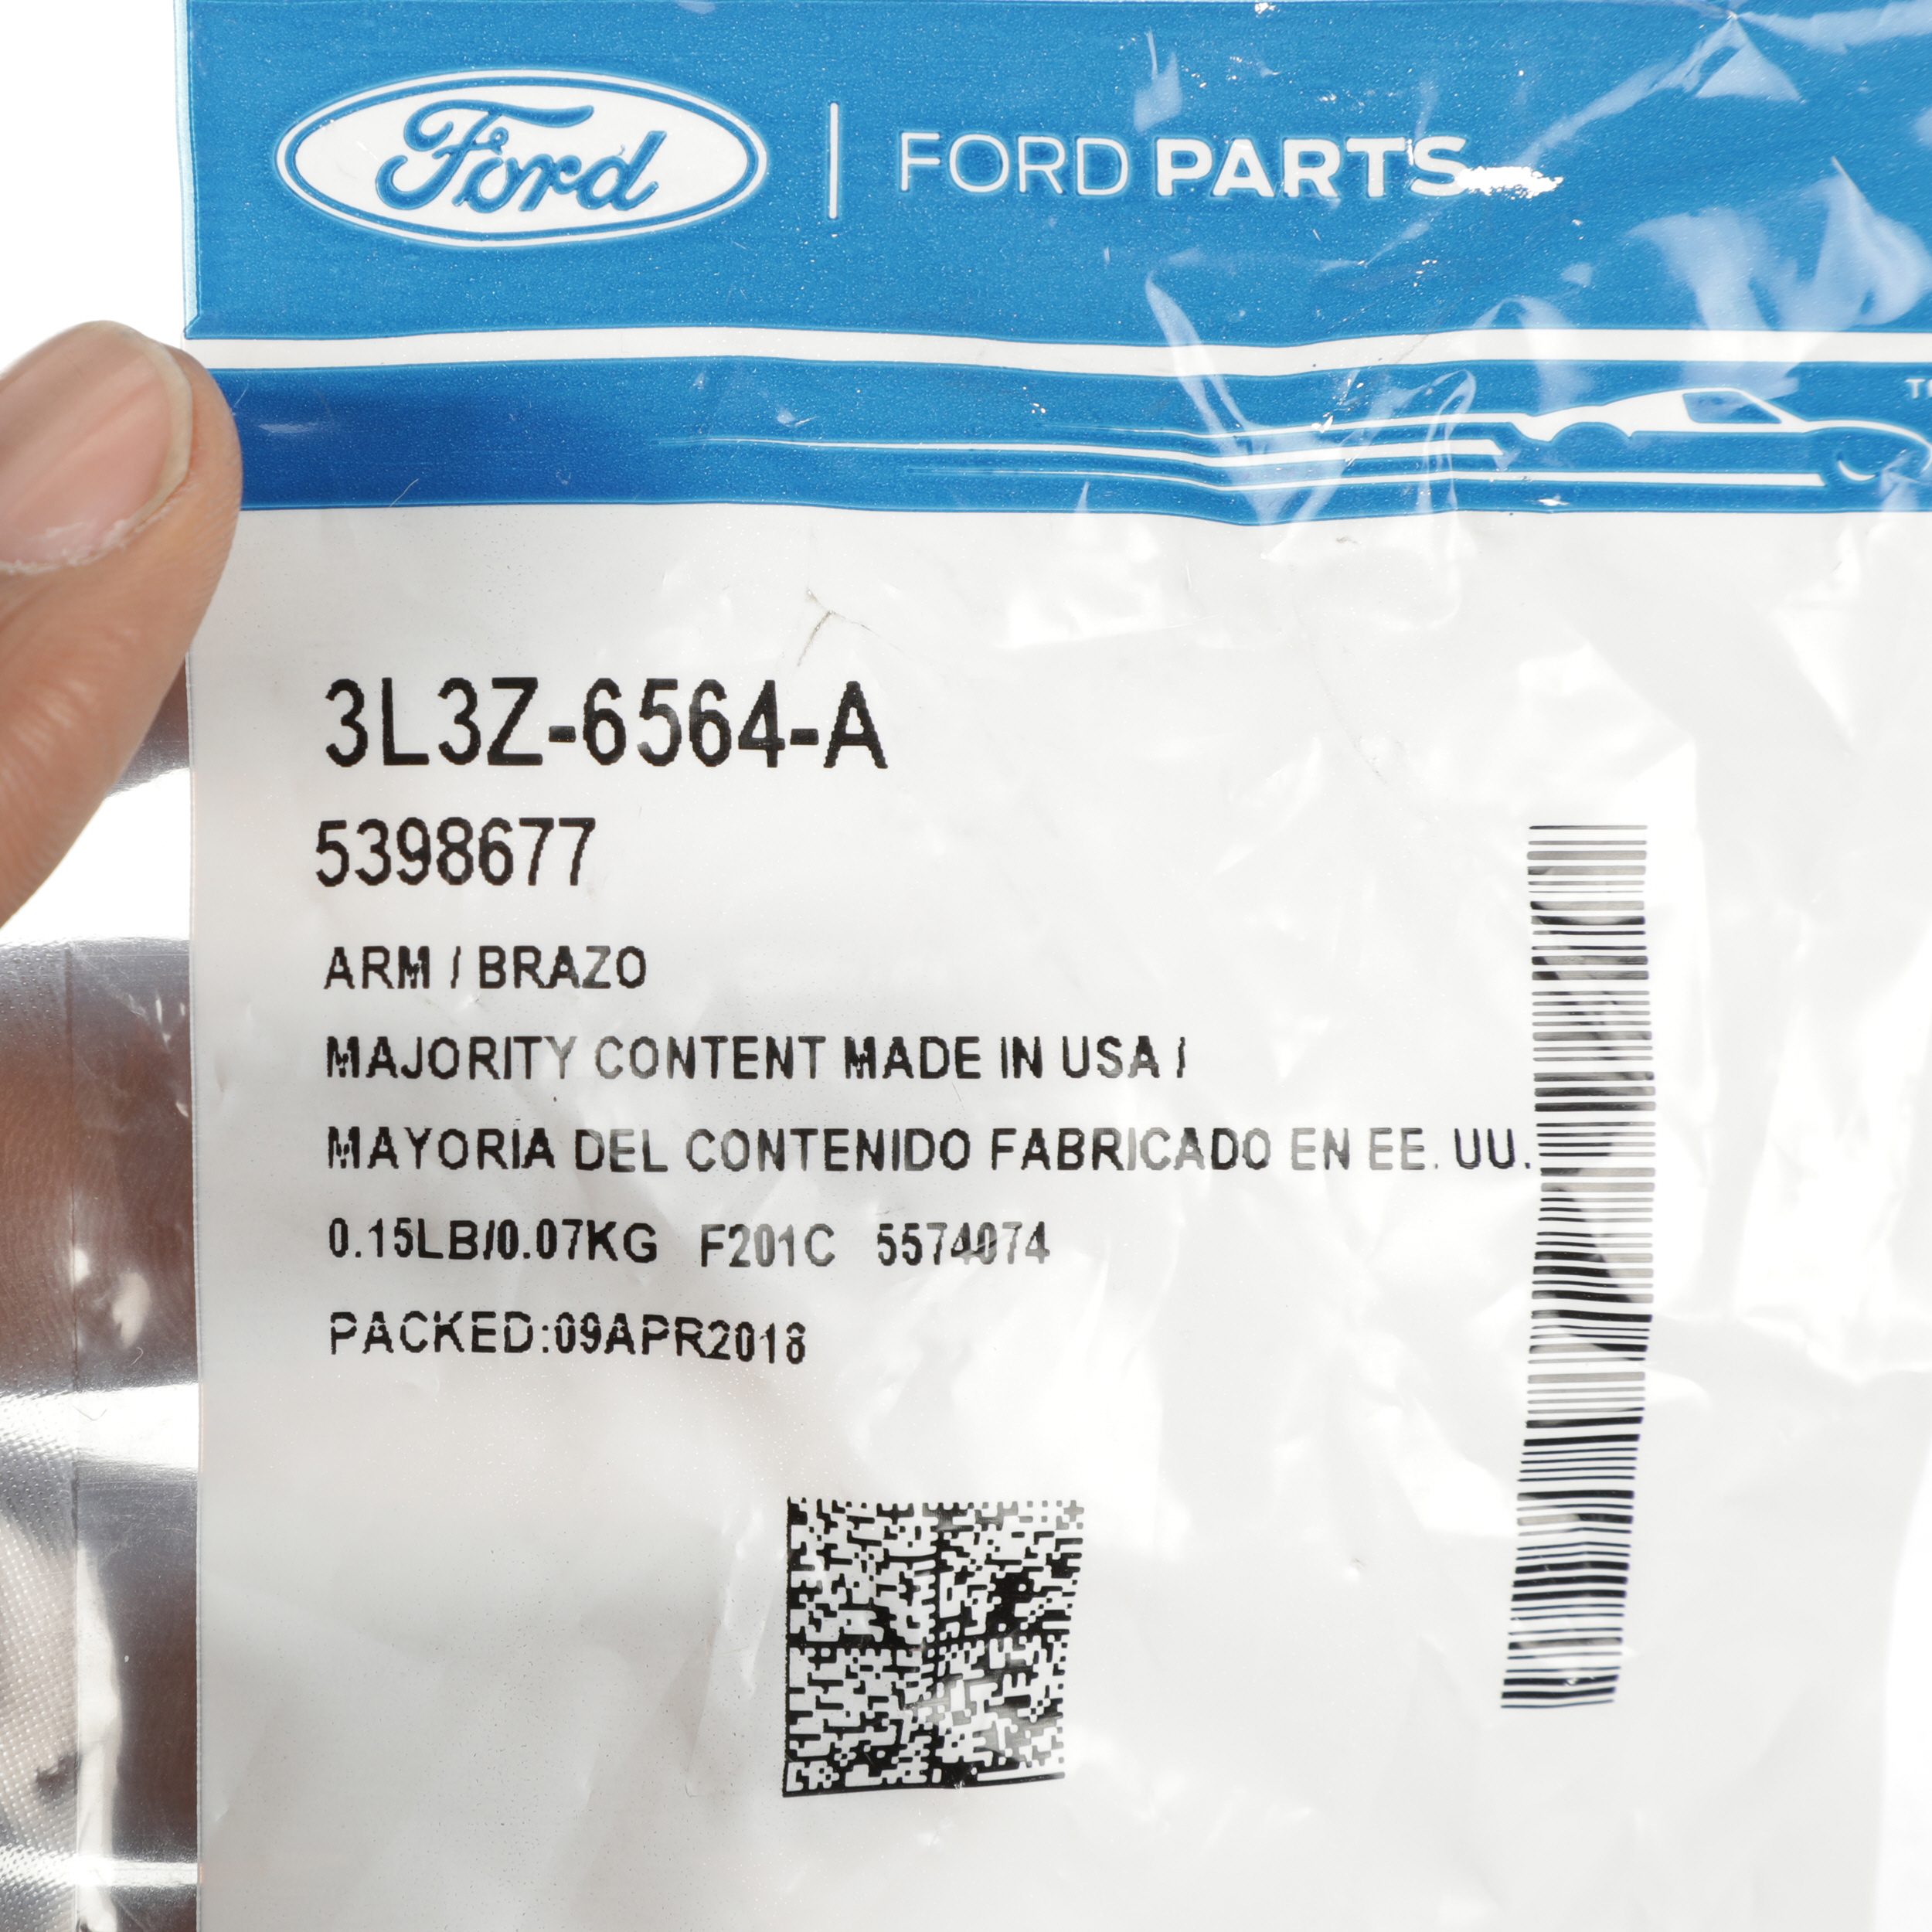 Ford | FORD PARTS
3L3Z-6564-A
5398677
ARM / BRAZO
MAJORITY CONTENT MADE IN USA /
MAYORIA DEL CONTENIDO FABRICADO EN EE. UU.
0.15LB/0.07KG F201C 5574074
PACKED:09APR2018